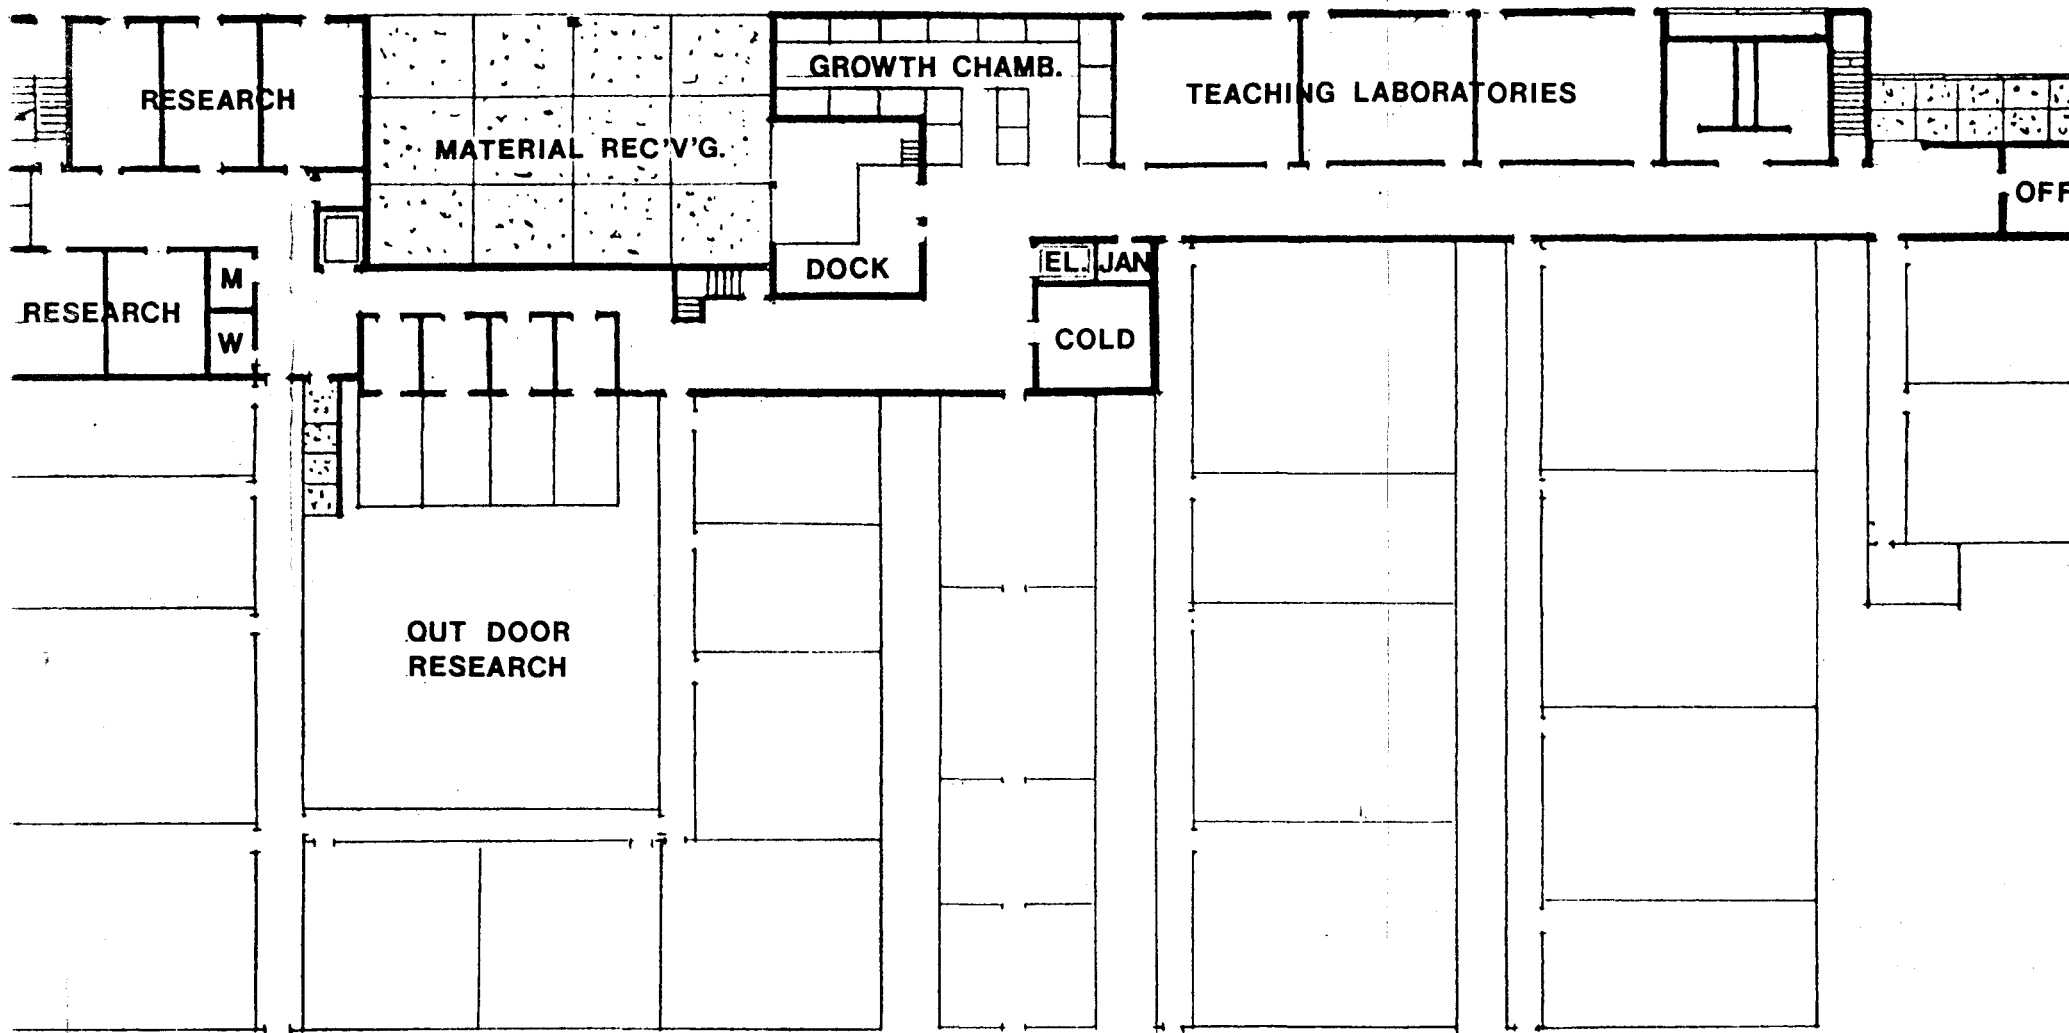 RESEARCH
MATERIAL REC'V'G.
GROWTH CHAMB.
TEACHING LABORATORIES
OFF
DOCK
EL.
JAN
COLD
M
W
RESEARCH
OUT DOOR
RESEARCH